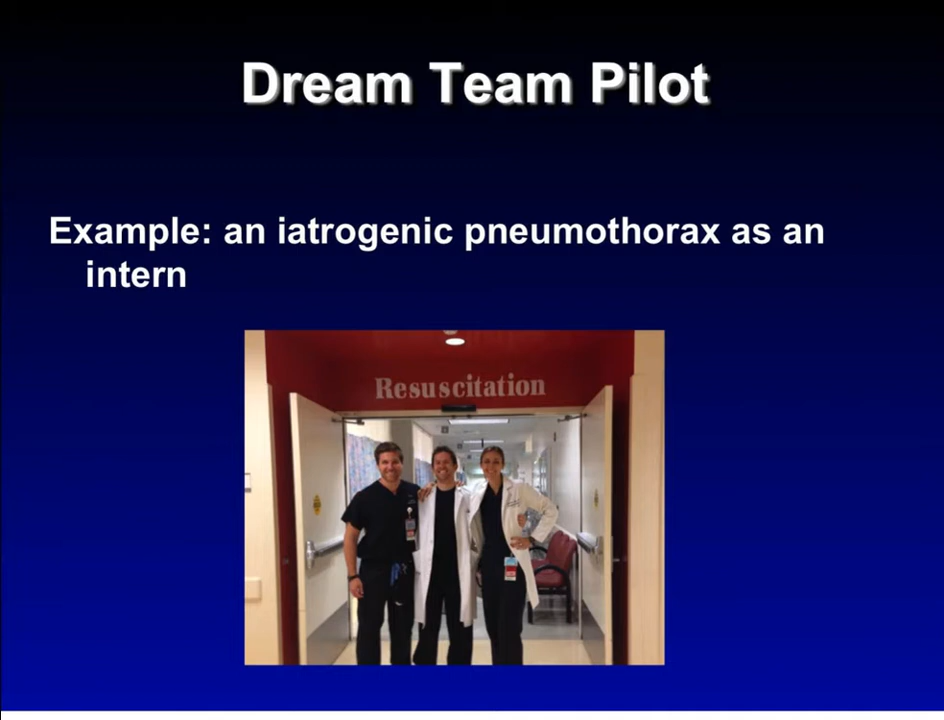 Dream Team Pilot
Example: an iatrogenic pneumothorax as an
intern
Resuscitation